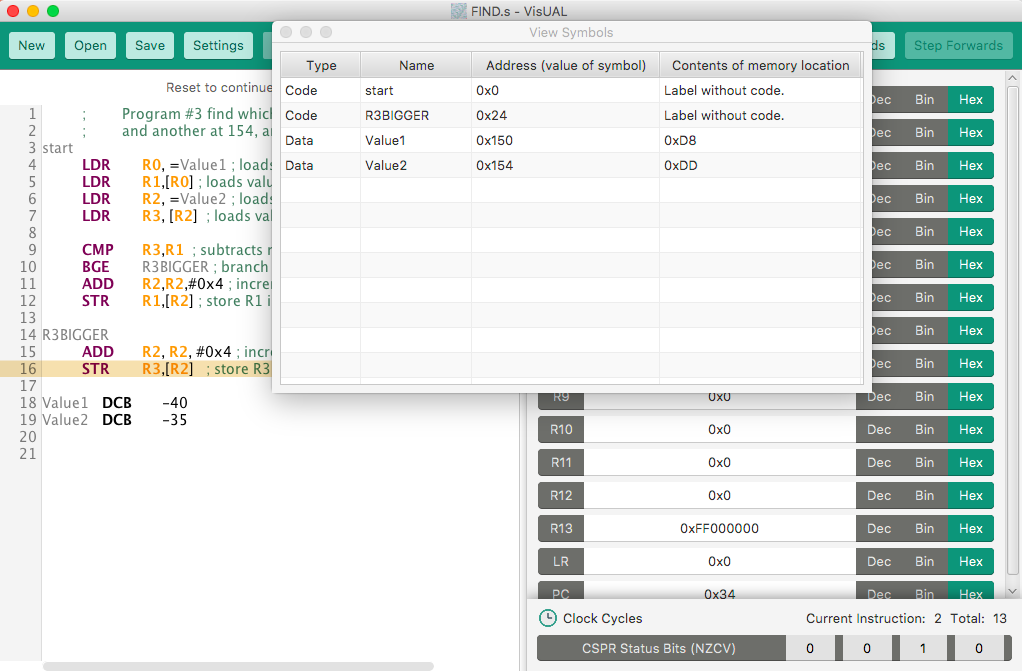 FIND.s - VisUAL
New Open Save Settings Step Forwards
Reset to continue
View Symbols
Type Name Address (value of symbol) Contents of memory location
Code start 0x0 Label without code.
Code R3BIGGER 0x24 Label without code.
Data Value1 0x150 0xD8
Data Value2 0x154 0xDD
1 ; Program #3 find which
2 ; and another at 154,
3 start
4 LDR R0, =Value1 ; loads
5 LDR R1,[R0] ; loads
6 LDR R2, =Value2 ; loads
7 LDR R3, [R2] ; loads
8
9 CMP R3,R1 ; subtracts
10 BGE R3BIGGER ; branch
11 ADD R2,R2,#0x4 ;
12 STR R1,[R2] ; store R1
13
14 R3BIGGER
15 ADD R2, R2, #0x4 ;
16 STR R3,[R2] ; store R3
17
18 Value1 DCB -40
19 Value2 DCB -35
20
21
Dec Bin Hex
Dec Bin Hex
Dec Bin Hex
Dec Bin Hex
Dec Bin Hex
Dec Bin Hex
Dec Bin Hex
Dec Bin Hex
Dec Bin Hex
R9 0x0 Dec Bin Hex
R10 0x0 Dec Bin Hex
R11 0x0 Dec Bin Hex
R12 0x0 Dec Bin Hex
R13 0xFF000000 Dec Bin Hex
LR 0x0 Dec Bin Hex
PC 0x34 Dec Bin Hex
Clock Cycles Current Instruction: 2 Total: 13
CSPR Status Bits (NZCV) 0 0 1 0